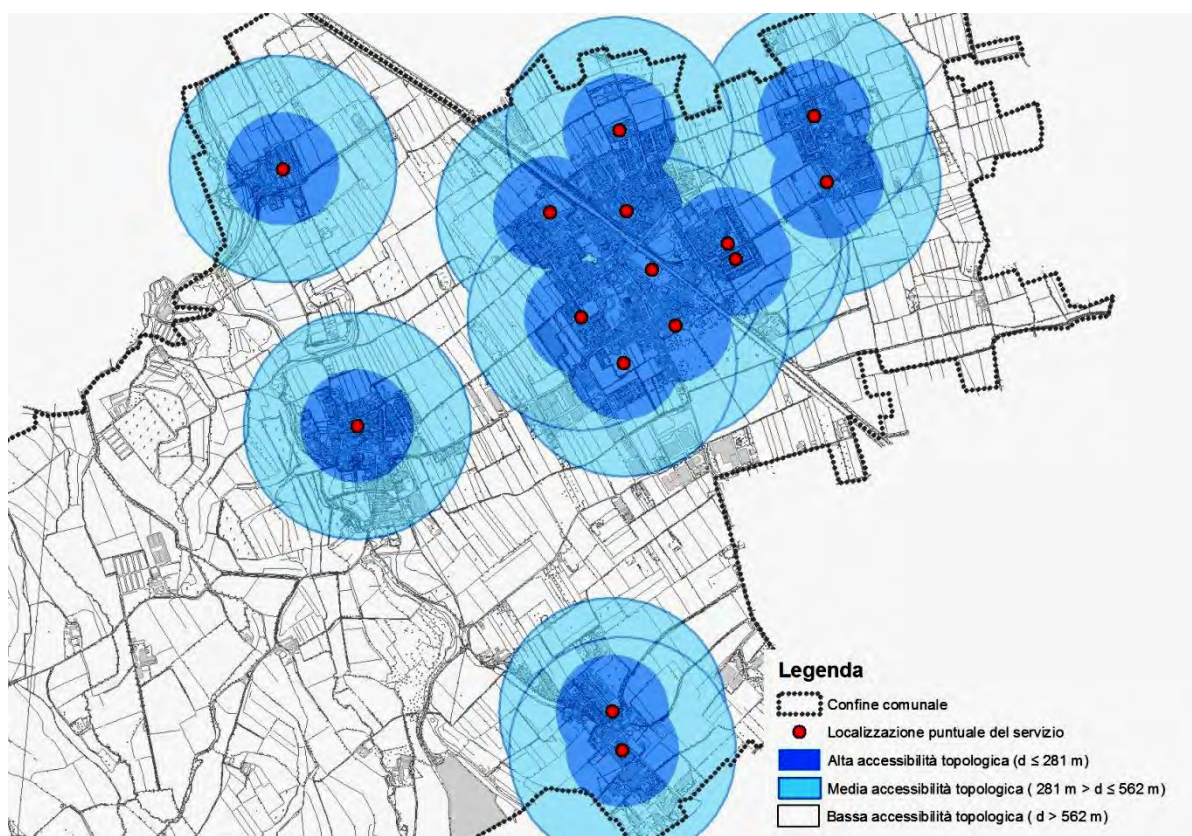 Legenda
Confine comunale
Localizzazione puntuale del servizio
Alta accessibilità topologica (d ≤ 281 m)
Media accessibilità topologica ( 281 m > d ≤ 562 m)
Bassa accessibilità topologica ( d > 562 m)